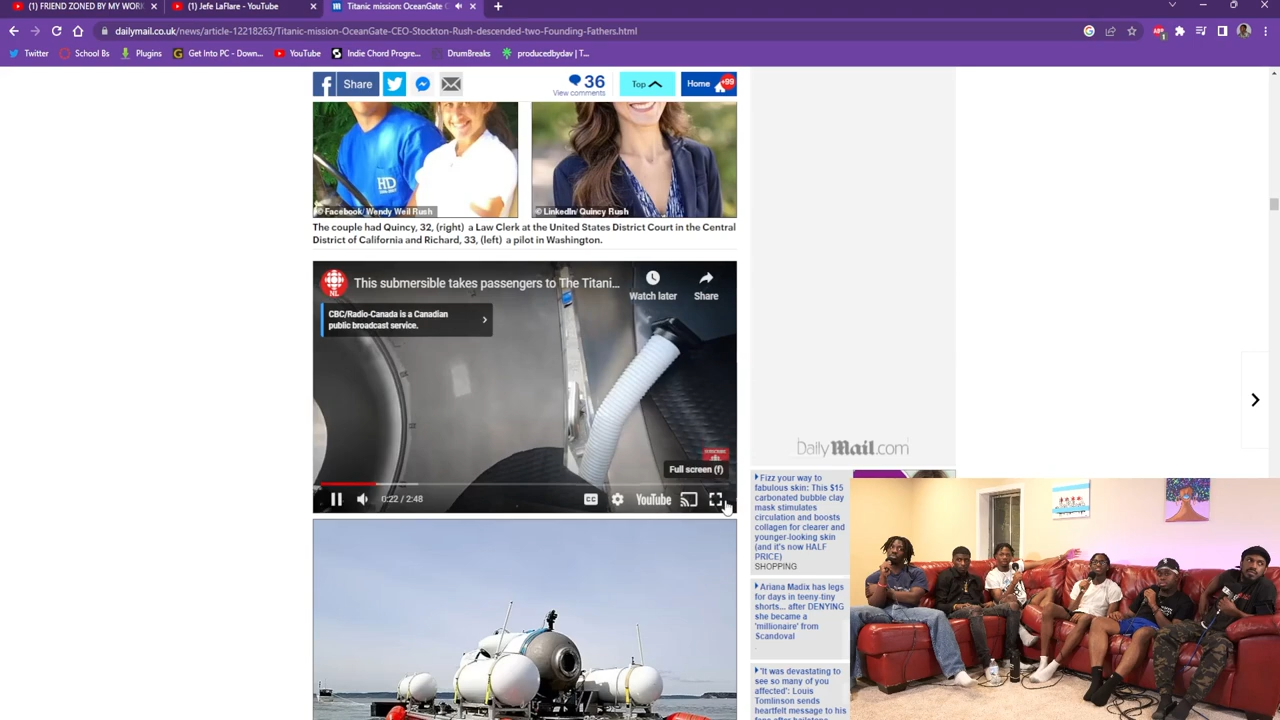 (1) FRIEND ZONED BY MY WOR
(1) Jefe LaFlare - YouTube
Titanic mission: OceanGate C
dailymail.co.uk/news/article-12218263/Titanic-mission-OceanGate-CEO-Stockton-Rush-descended-two-Founding-Fathers.html
Twitter
School Bs
Plugins
Get Into PC - Down...
YouTube
Indie Chord Progre...
DrumBreaks
producedbydav | T...
f Share
36
View comments
Top
Home
+99
HD
© Facebook/ Wendy Weil Rush
© LinkedIn/ Quincy Rush
The couple had Quincy, 32, (right) a Law Clerk at the United States District Court in the Central
District of California and Richard, 33, (left) a pilot in Washington.
NL
This submersible takes passengers to The Titani...
Watch later
Share
CBC/Radio-Canada is a Canadian
public broadcast service.
Full screen (f)
0:22 / 2:48
CC
YouTube
Daily Mail.com
Fizz your way to
fabulous skin: This $15
carbonated bubble clay
mask stimulates
circulation and boosts
collagen for clearer and
younger-looking skin
(and it's now HALF
PRICE)
SHOPPING
Ariana Madix has legs
for days in teeny-tiny
shorts... after DENYING
she became a
'millionaire' from
Scandoval
'It was devastating to
see so many of you
affected': Louis
Tomlinson sends
heartfelt message to his